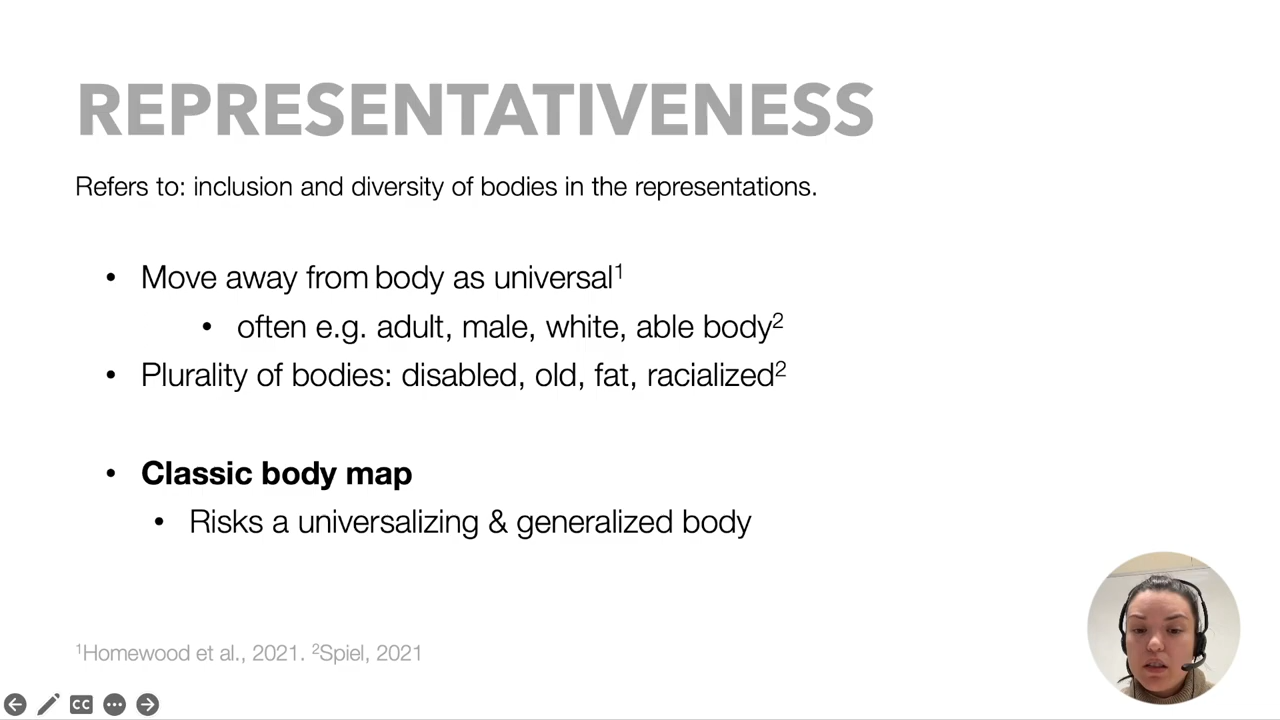 REPRESENTATIVENESS
Refers to: inclusion and diversity of bodies in the representations.
• Move away from body as universal¹
• often e.g. adult, male, white, able body²
• Plurality of bodies: disabled, old, fat, racialized²
• Classic body map
• Risks a universalizing & generalized body
¹Homewood et al., 2021. ²Spiel, 2021
CC